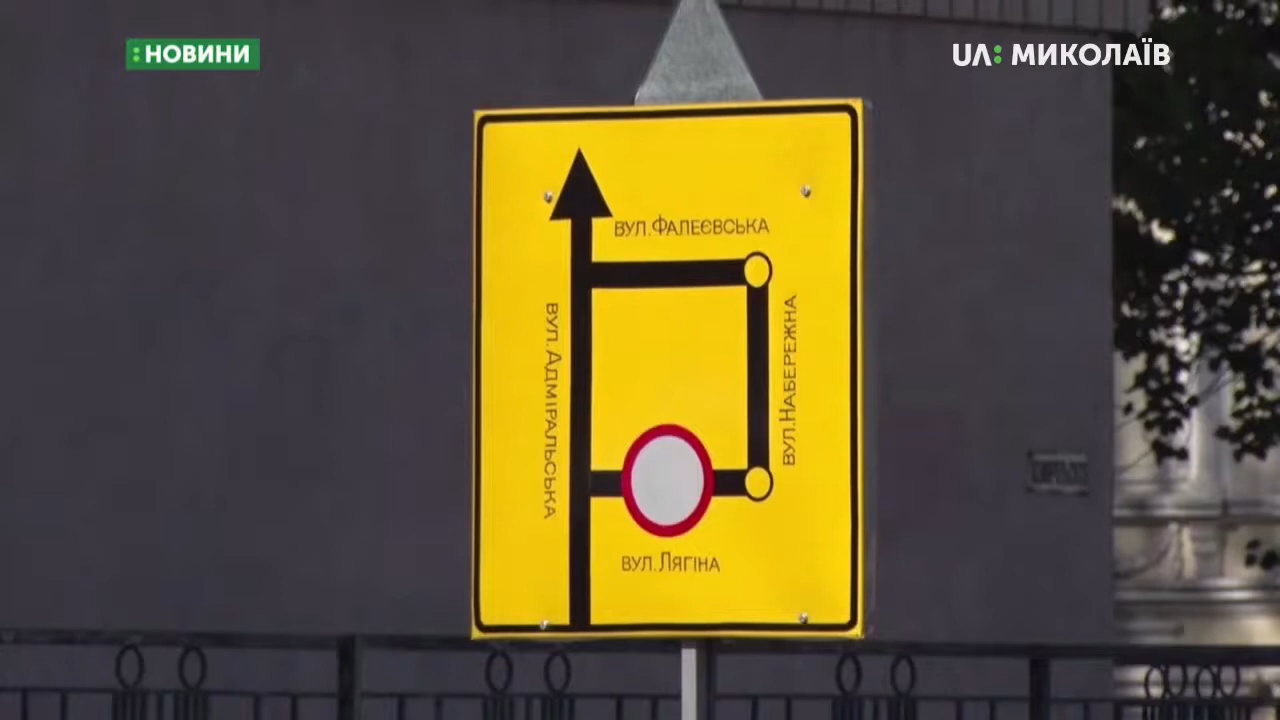 :НОВИНИ
UA: МИКОЛАЇВ
ВУЛ. ФАЛЕЄВСЬКА
ВУЛ. АДМІРАЛЬСЬКА
ВУЛ. НАБЕРЕЖНА
ВУЛ. ЛЯГІНА